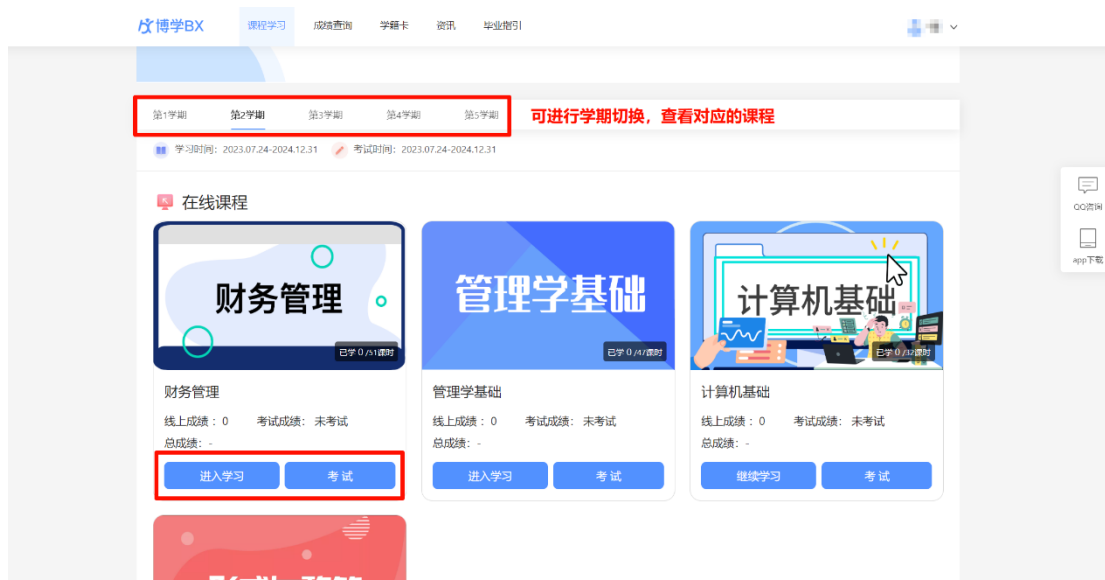 博学BX 课程学习 成绩查询 学籍卡 资讯 毕业指引
第1学期 第2学期 第3学期 第4学期 第5学期 可进行学期切换，查看对应的课程
学习时间：2023.07.24-2024.12.31 考试时间：2023.07.24-2024.12.31
QQ咨询
app下载
在线课程
财务管理
已学 0 /51课时
管理学基础
已学 0 /47课时
计算机基础
已学 0 /32课时
财务管理
线上成绩：0 考试成绩：未考试
总成绩：-
进入学习 考 试
管理学基础
线上成绩：0 考试成绩：未考试
总成绩：-
进入学习 考 试
计算机基础
线上成绩：0 考试成绩：未考试
总成绩：-
继续学习 考 试